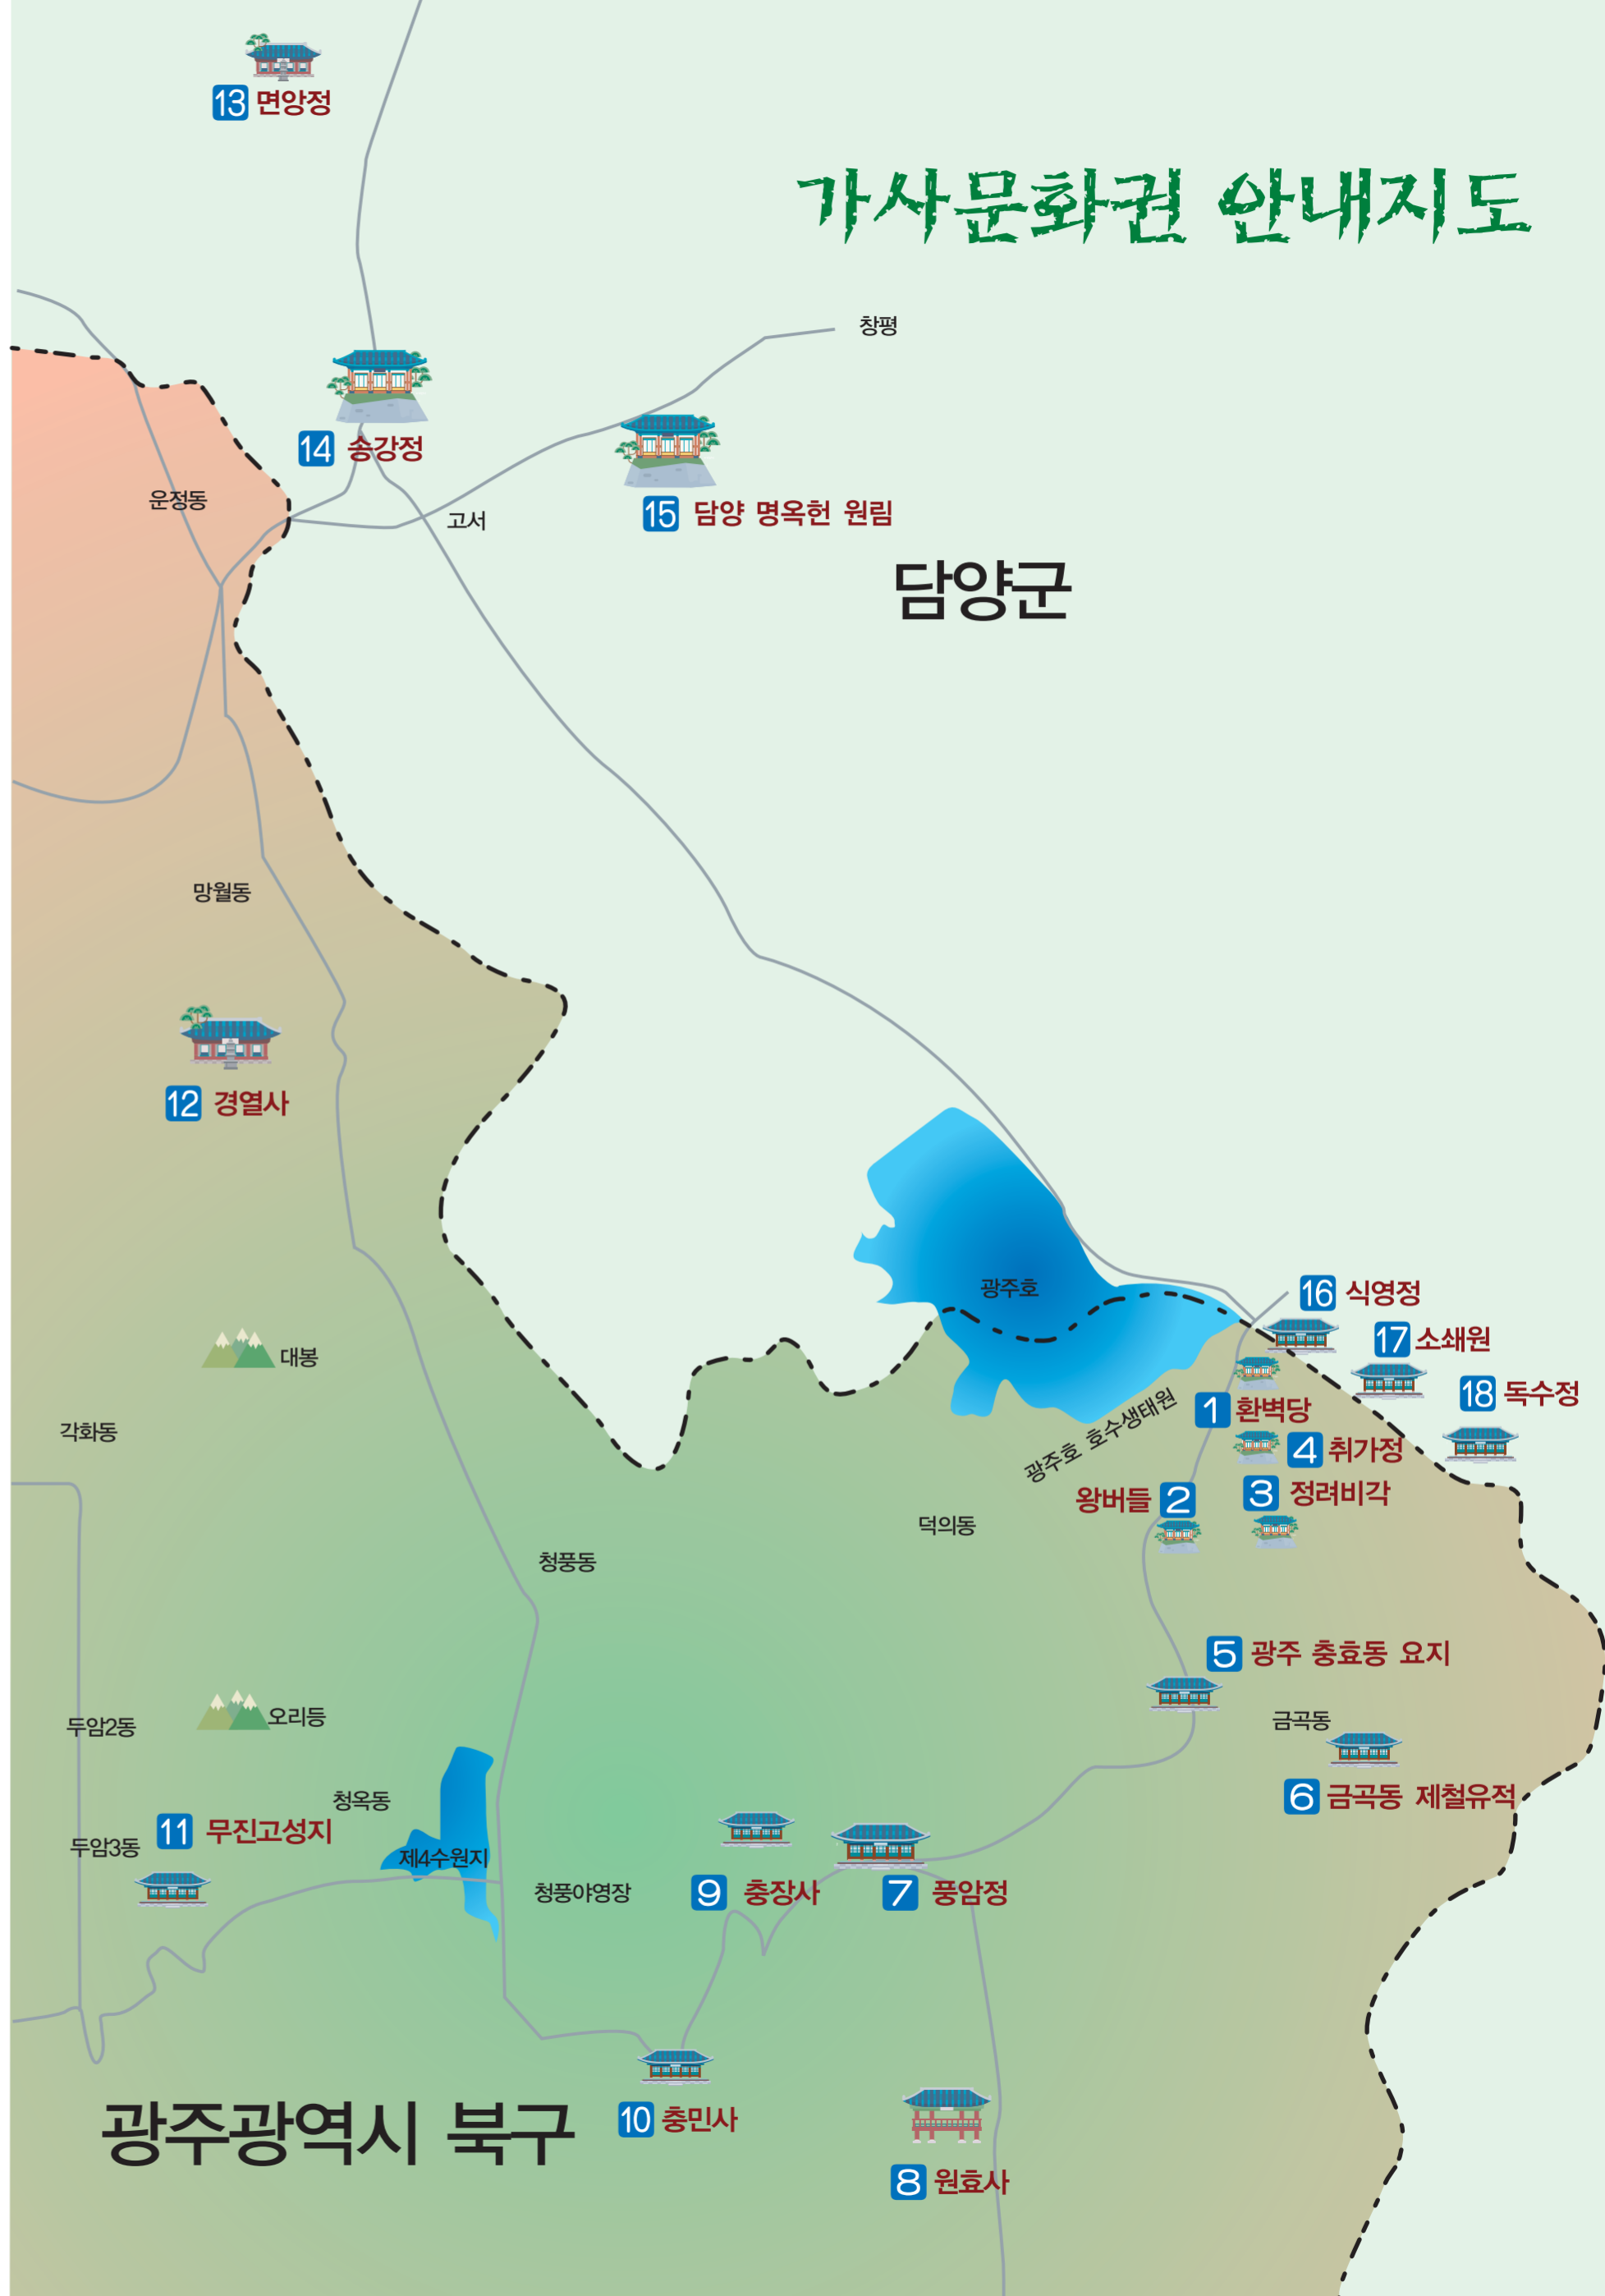 13 면앙정
가사문화권 안내지도
창평
14 송강정
운정동
고서
15 담양 명옥헌 원림
담양군
망월동
12 경열사
광주호
16 식영정
17 소쇄원
대봉
18 독수정
1 환벽당
각화동
광주호 호수생태원
4 취가정
왕버들 2
3 정려비각
덕의동
청풍동
5 광주 충효동 요지
오리등
금곡동
두암2동
6 금곡동 제철유적
청옥동
11 무진고성지
두암3동
제4수원지
청풍야영장
9 충장사
7 풍암정
광주광역시 북구
10 충민사
8 원효사